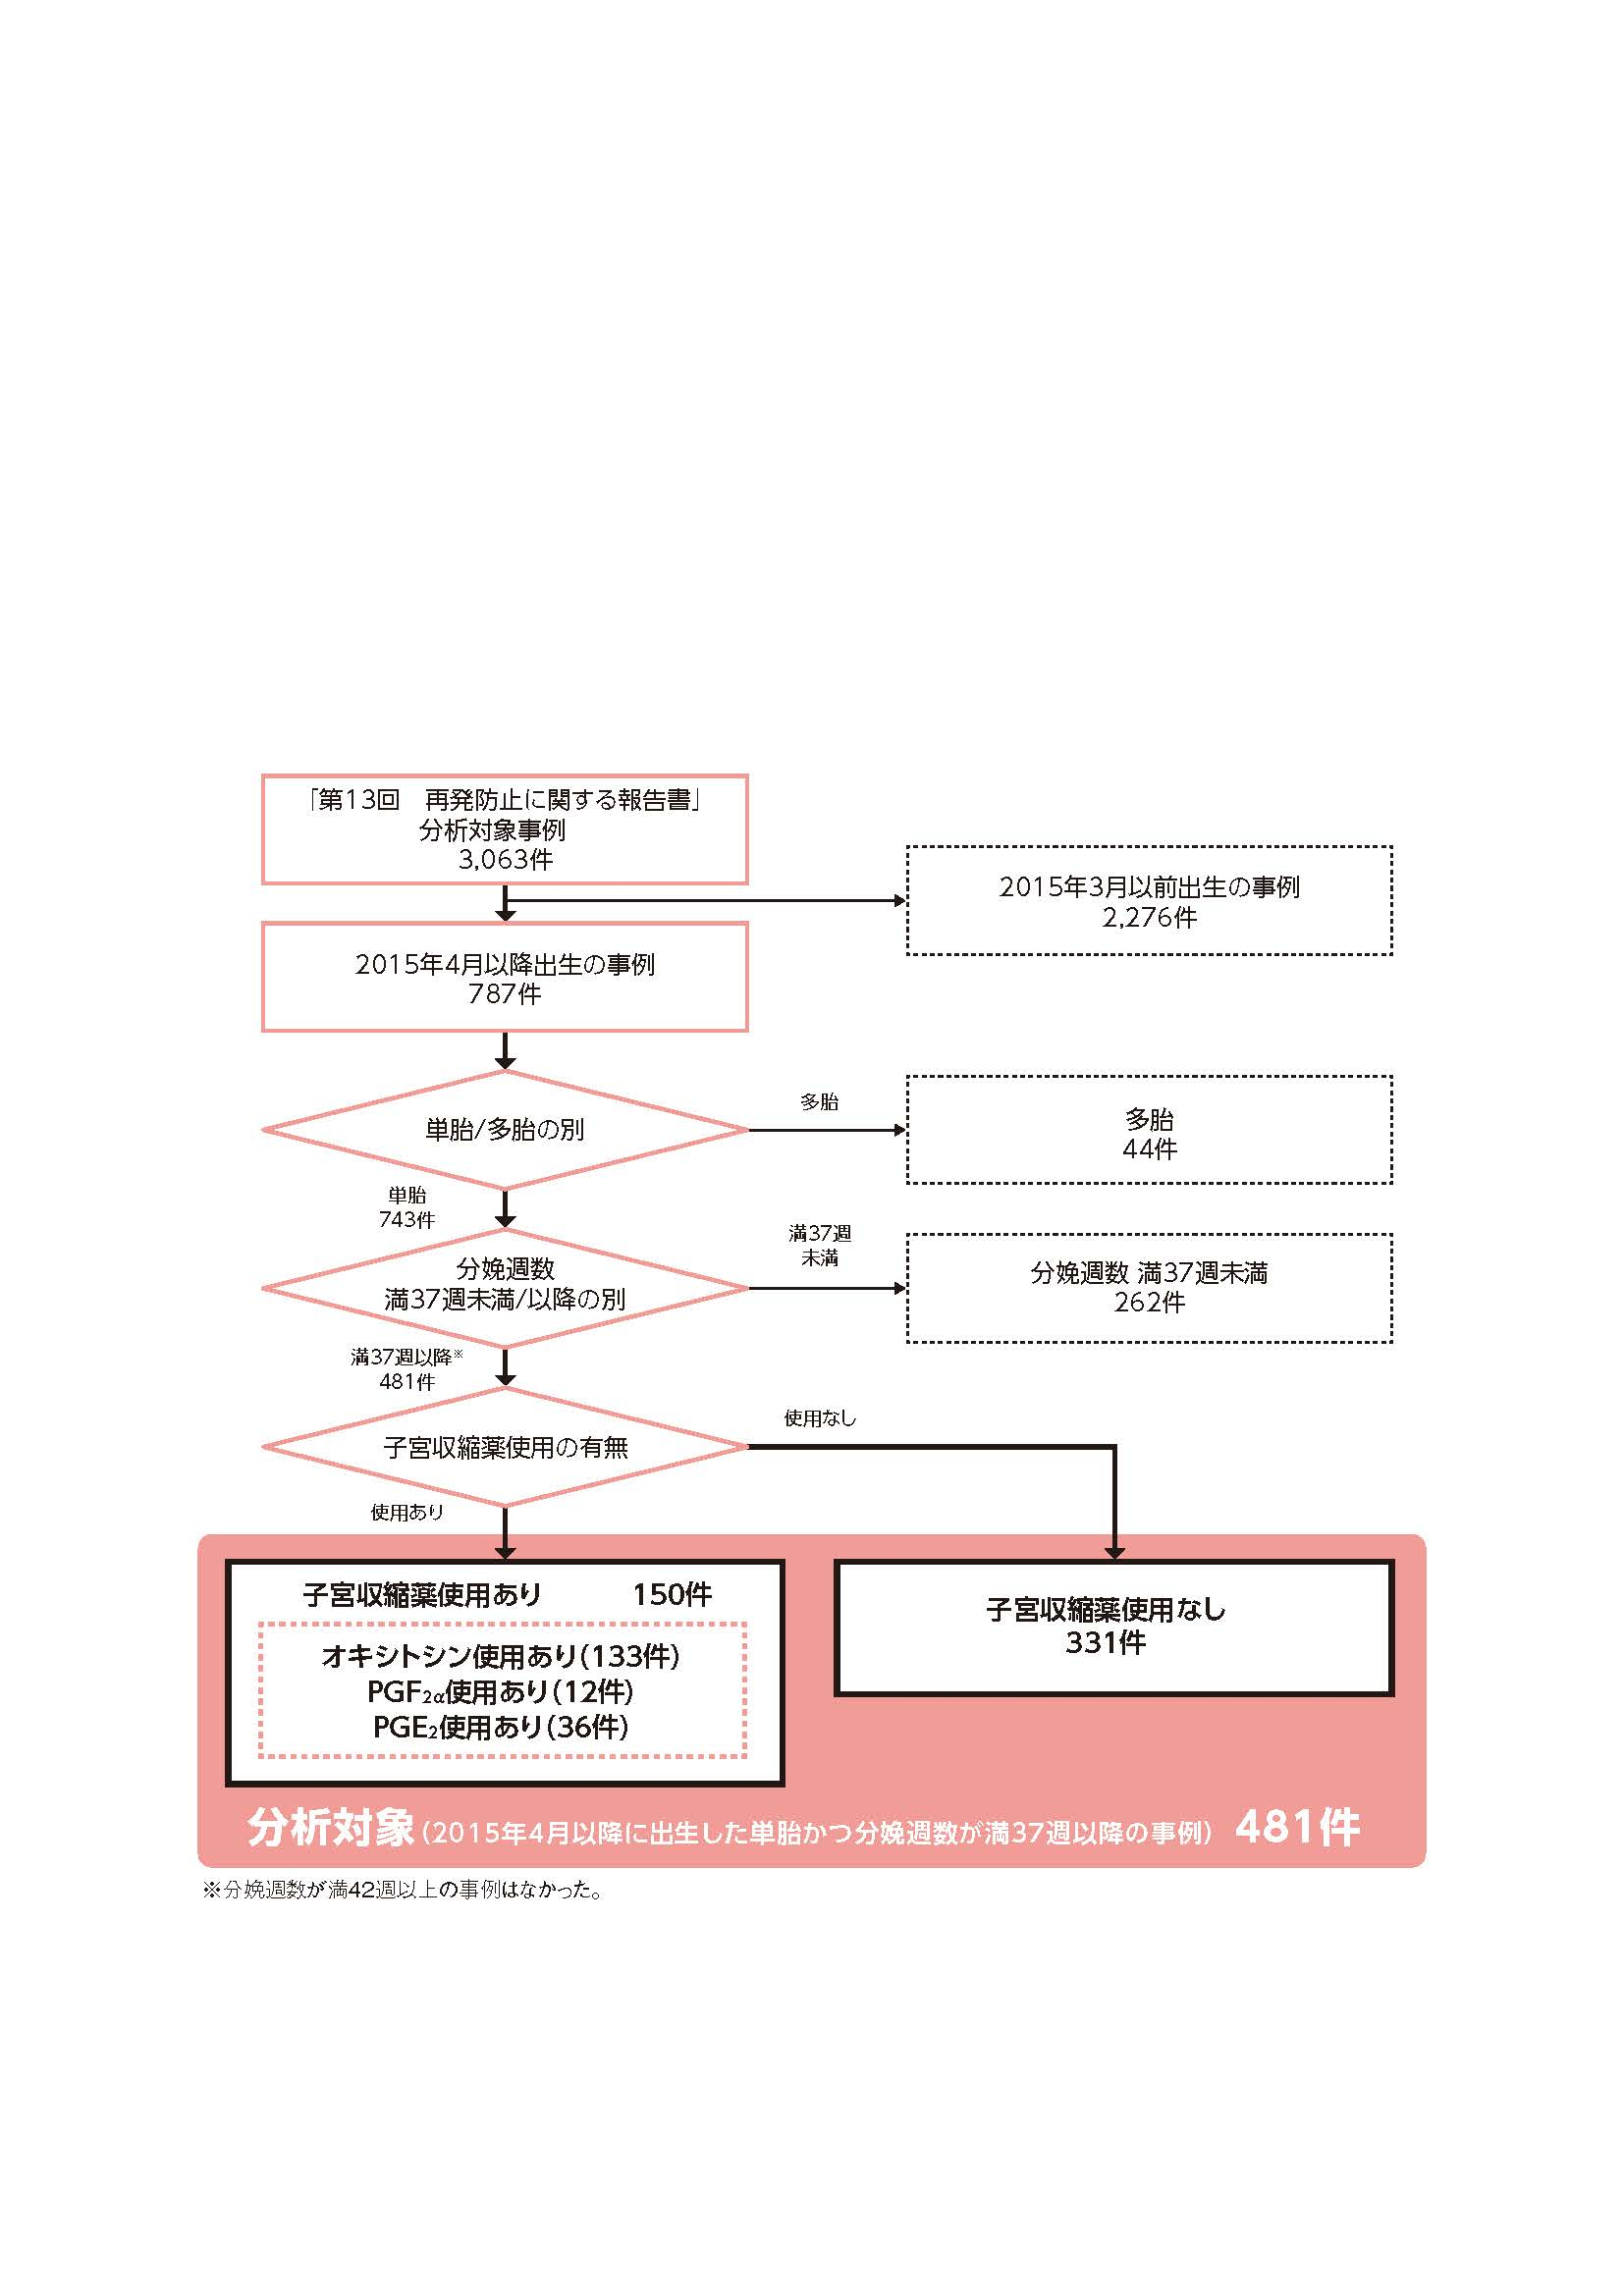 「第13回　再発防止に関する報告書」
分析対象事例
3,063件
2015年3月以前出生の事例
2,276件
2015年4月以降出生の事例
787件
単胎/多胎の別
多胎
多胎
44件
単胎
743件
分娩週数
満37週未満/以降の別
満37週
未満
分娩週数 満37週未満
262件
満37週以降※
481件
子宮収縮薬使用の有無
使用なし
使用あり
子宮収縮薬使用あり　150件
オキシトシン使用あり（133件）
PGF2α使用あり（12件）
PGE2使用あり（36件）
子宮収縮薬使用なし
331件
分析対象（2015年4月以降に出生した単胎かつ分娩週数が満37週以降の事例）　481件
※分娩週数が満42週以上の事例はなかった。